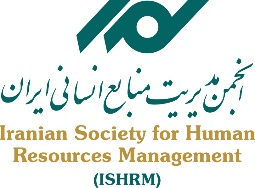 انجمن مدیریت منابع انسانی ایران
Iranian Society for Human
Resources Management
(ISHRM)